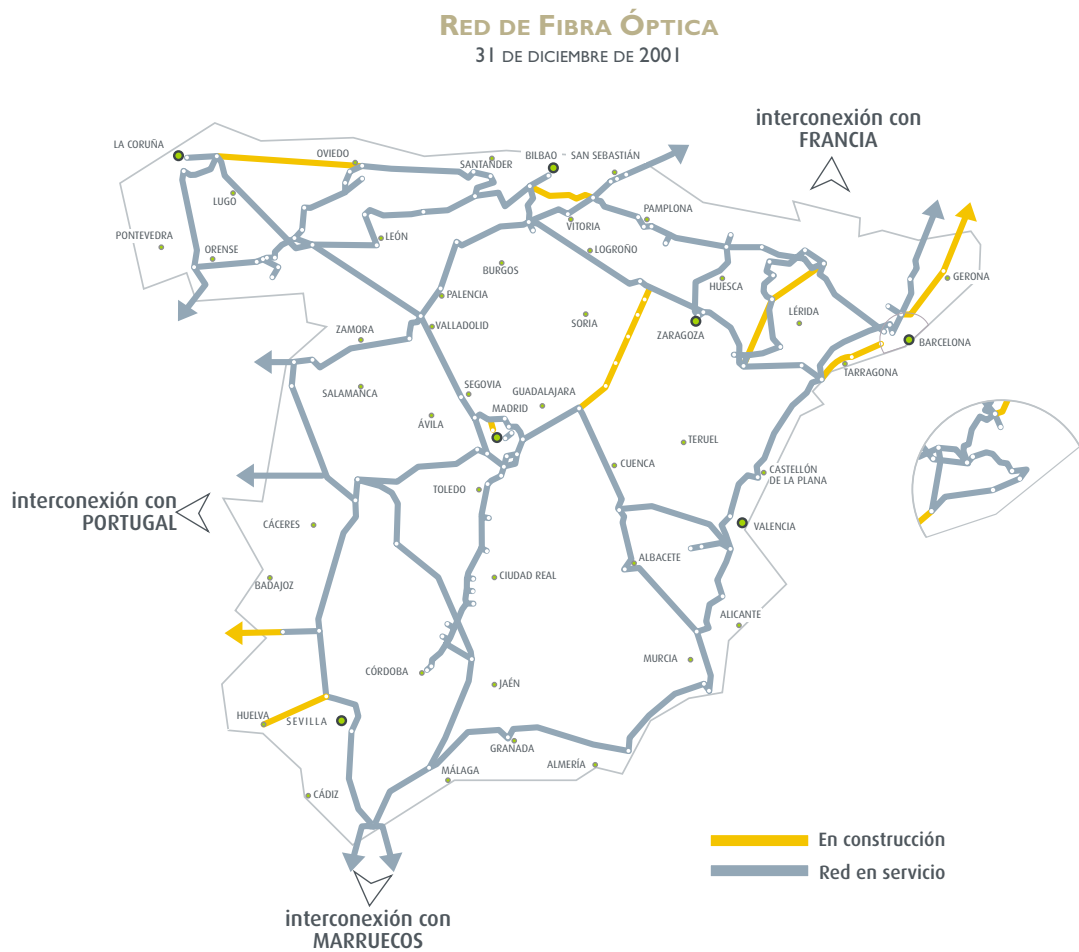 RED DE FIBRA ÓPTICA
31 DE DICIEMBRE DE 2001
interconexión con
FRANCIA
LA CORUÑA
OVIEDO
SANTANDER
BILBAO - SAN SEBASTIÁN
LUGO
PONTEVEDRA
ORENSE
LEÓN
VITORIA
PAMPLONA
LOGROÑO
BURGOS
HUESCA
GERONA
PALENCIA
ZAMORA
VALLADOLID
SORIA
ZARAGOZA
LÉRIDA
BARCELONA
TARRAGONA
SALAMANCA
SEGOVIA
GUADALAJARA
MADRID
ÁVILA
TERUEL
CUENCA
CASTELLÓN
DE LA PLANA
TOLEDO
interconexión con
PORTUGAL
CÁCERES
VALENCIA
BADAJOZ
CIUDAD REAL
ALBACETE
ALICANTE
CÓRDOBA
MURCIA
JAÉN
HUELVA
SEVILLA
GRANADA
ALMERÍA
MÁLAGA
CÁDIZ
En construcción
Red en servicio
interconexión con
MARRUECOS